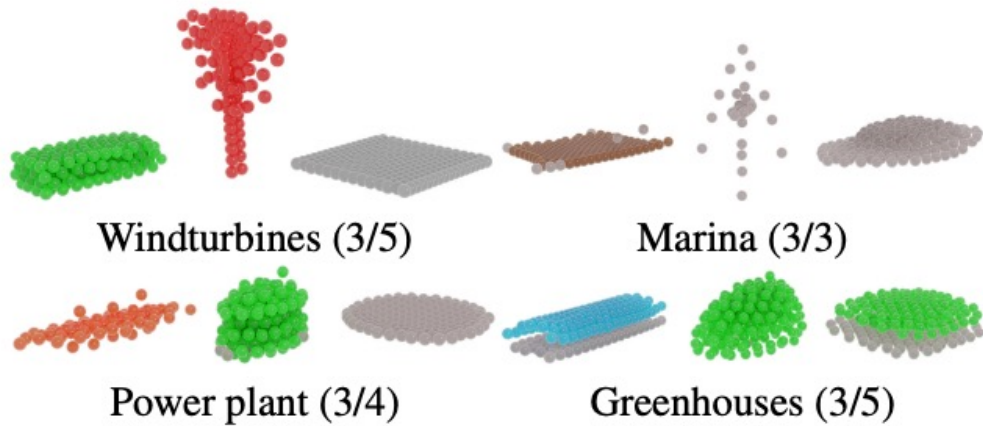 Windturbines (3/5)
Marina (3/3)
Power plant (3/4)
Greenhouses (3/5)